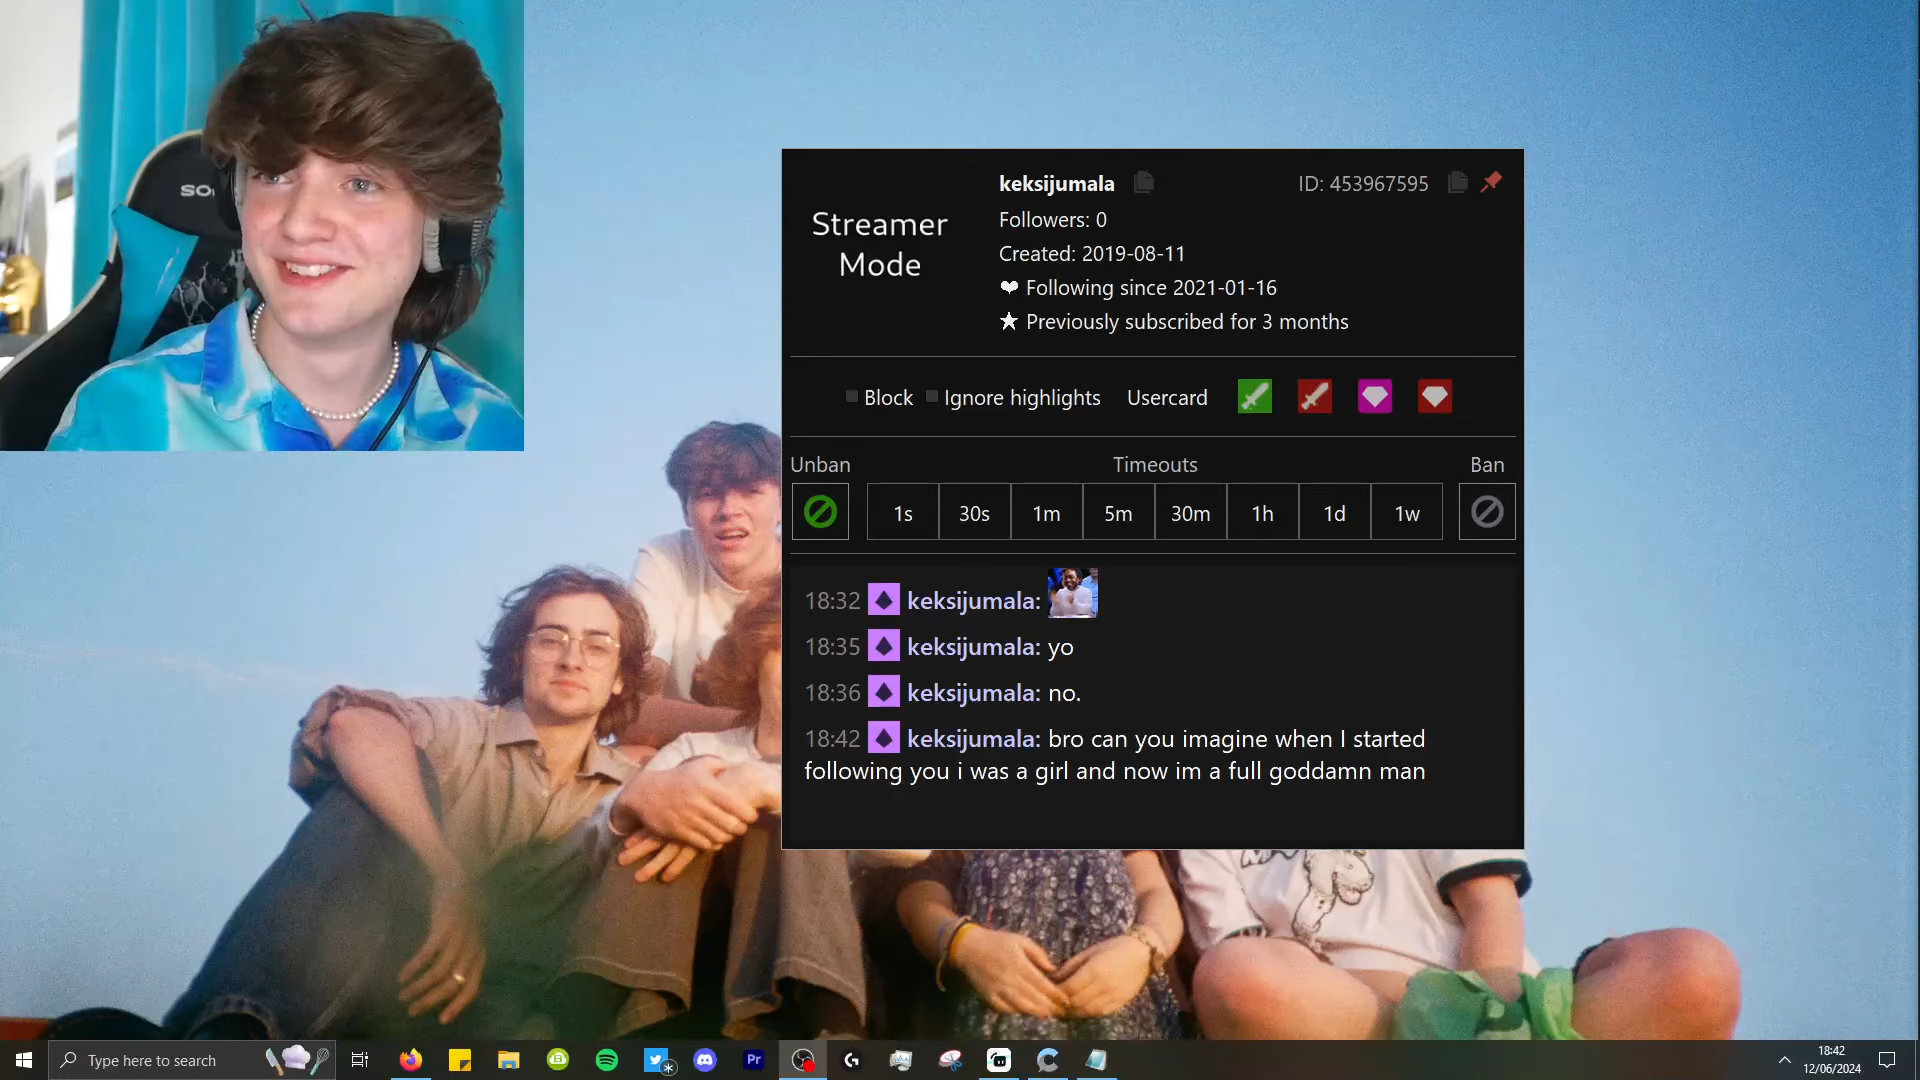 SO
Streamer
Mode
keksijumala
ID: 453967595
Followers: 0
Created: 2019-08-11
❤ Following since 2021-01-16
★ Previously subscribed for 3 months
Block
Ignore highlights
Usercard
Unban
Timeouts
Ban
1s
30s
1m
5m
30m
1h
1d
1w
18:32 keksijumala:
18:35 keksijumala: yo
18:36 keksijumala: no.
18:42 keksijumala: bro can you imagine when I started
following you i was a girl and now im a full goddamn man
Type here to search
Pr
18:42
12/06/2024